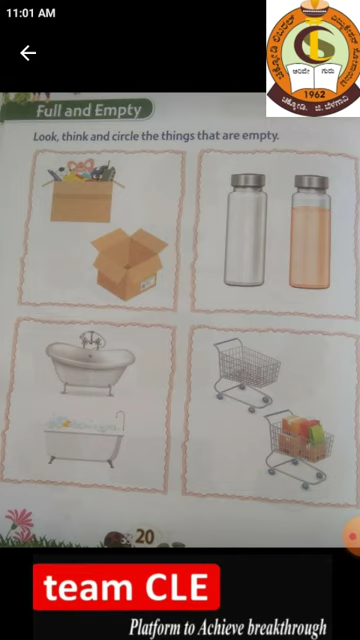 11:01 AM
1962
Full and Empty
Look, think and circle the things that are empty.
20
team CLE
Platform to Achieve breakthrough